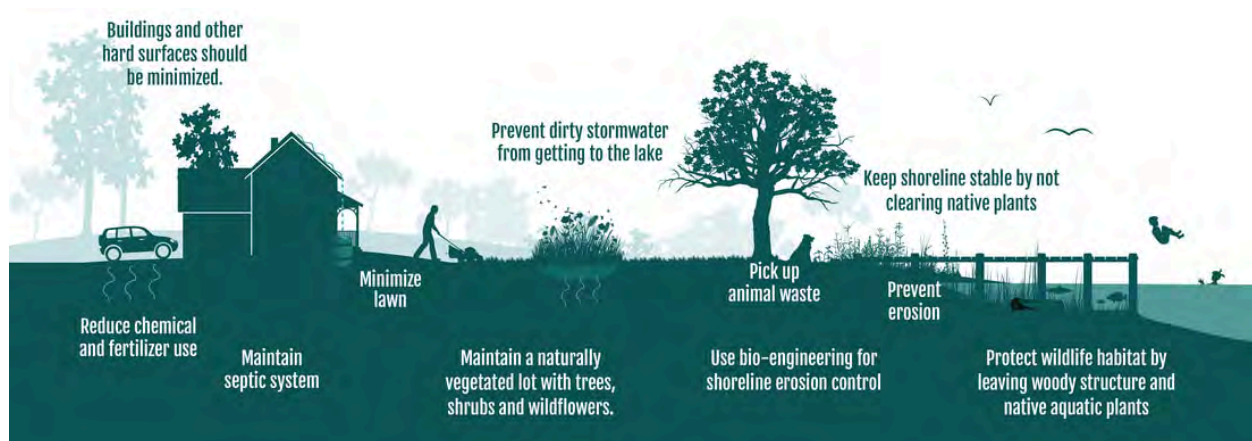 Buildings and other
hard surfaces should
be minimized.
Prevent dirty stormwater
from getting to the lake
Keep shoreline stable by not
clearing native plants
Minimize
lawn
Pick up
animal waste
Prevent
erosion
Reduce chemical
and fertilizer use
Maintain
septic system
Maintain a naturally
vegetated lot with trees,
shrubs and wildflowers.
Use bio-engineering for
shoreline erosion control
Protect wildlife habitat by
leaving woody structure and
native aquatic plants